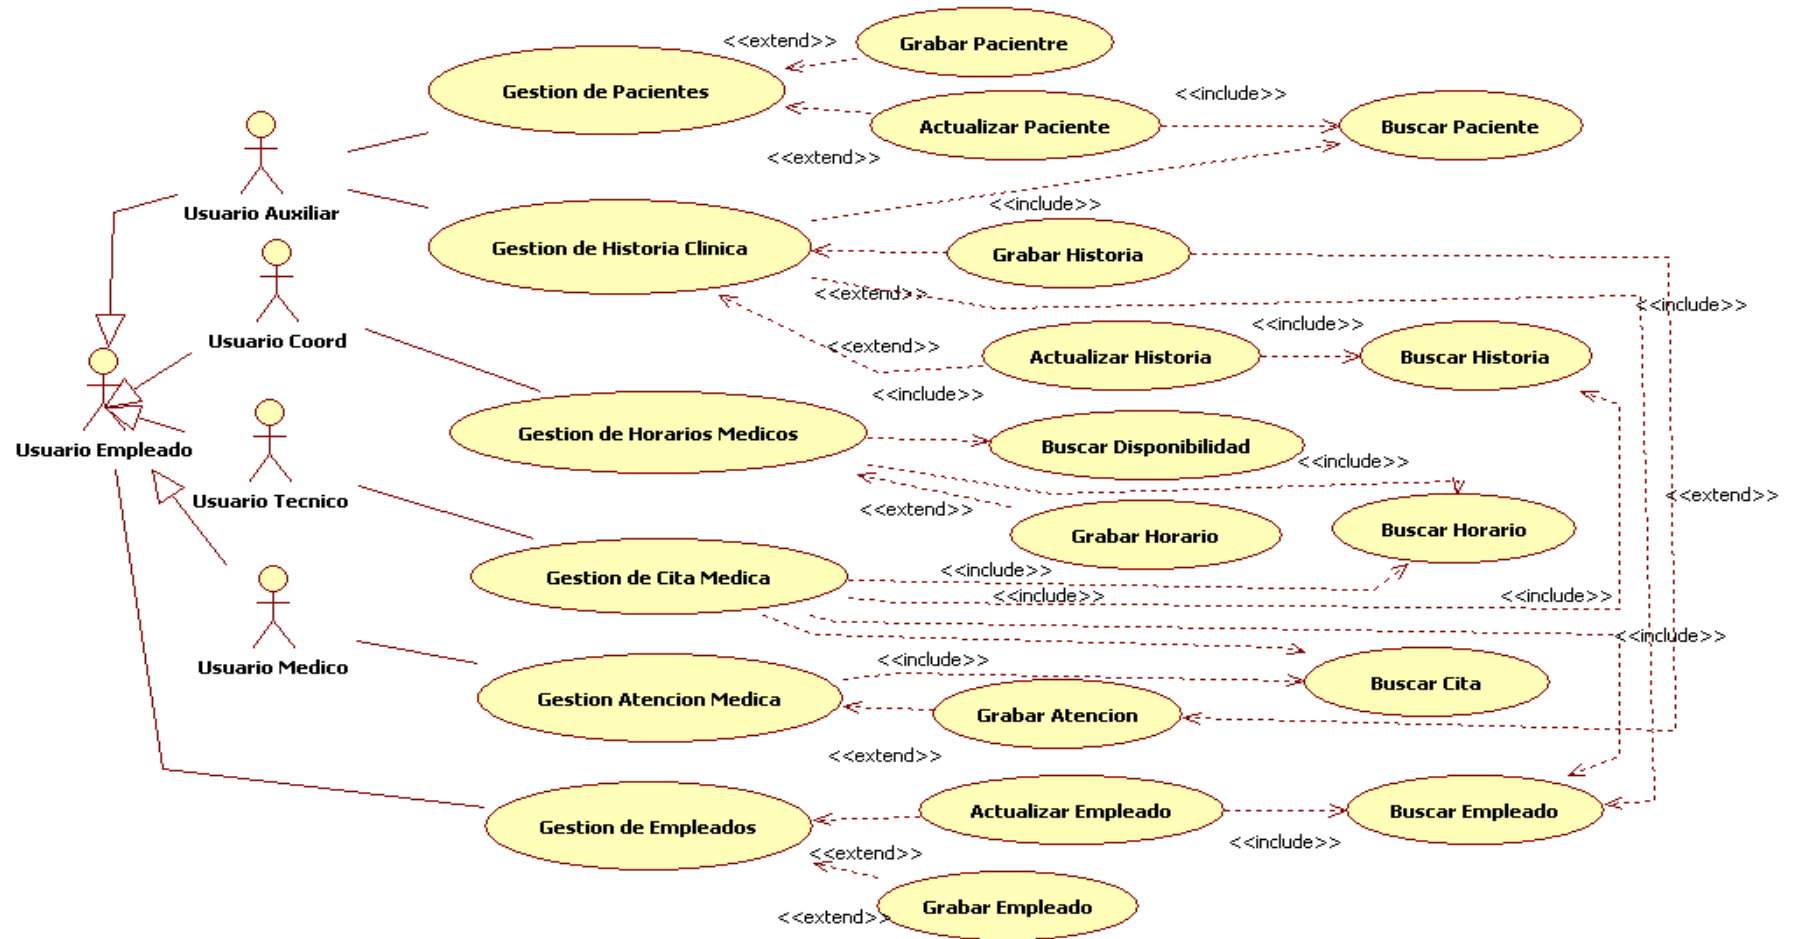 <<extend>>
Grabar Pacientre
Gestion de Pacientes
<<include>>
Actualizar Paciente
Buscar Paciente
<<extend>>
Usuario Auxiliar
<<include>>
Gestion de Historia Clinica
Grabar Historia
<<extend>>
<<include>>
Usuario Coord
<<extend>>
<<include>>
Actualizar Historia
Buscar Historia
<<include>>
Usuario Empleado
Gestion de Horarios Medicos
Buscar Disponibilidad
<<include>>
Usuario Tecnico
<<extend>>
<<extend>>
Grabar Horario
Buscar Horario
Gestion de Cita Medica
<<include>>
<<include>>
<<include>>
<<include>>
Usuario Medico
<<include>>
Gestion Atencion Medica
Buscar Cita
Grabar Atencion
<<extend>>
Gestion de Empleados
Actualizar Empleado
Buscar Empleado
<<extend>>
<<include>>
Grabar Empleado
<<extend>>